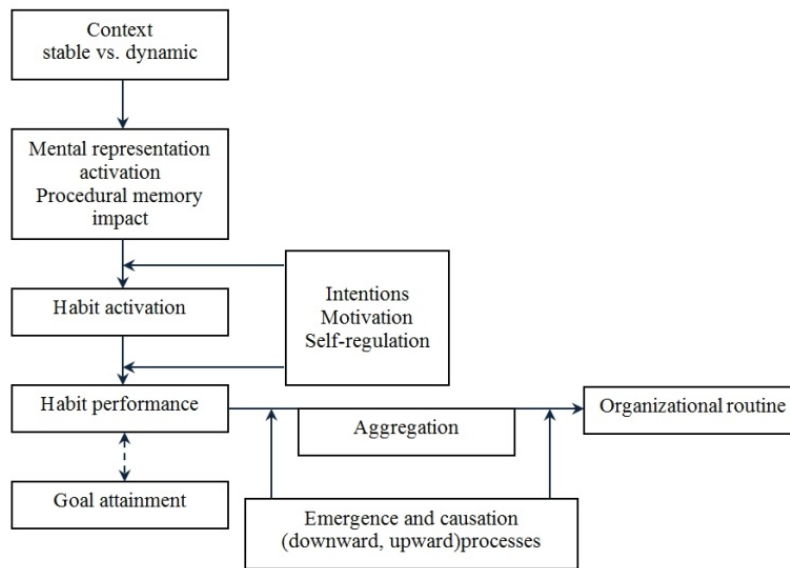 Context
stable vs. dynamic
Mental representation
activation
Procedural memory
impact
Habit activation
Intentions
Motivation
Self-regulation
Habit performance
Aggregation
Organizational routine
Goal attainment
Emergence and causation
(downward, upward)processes